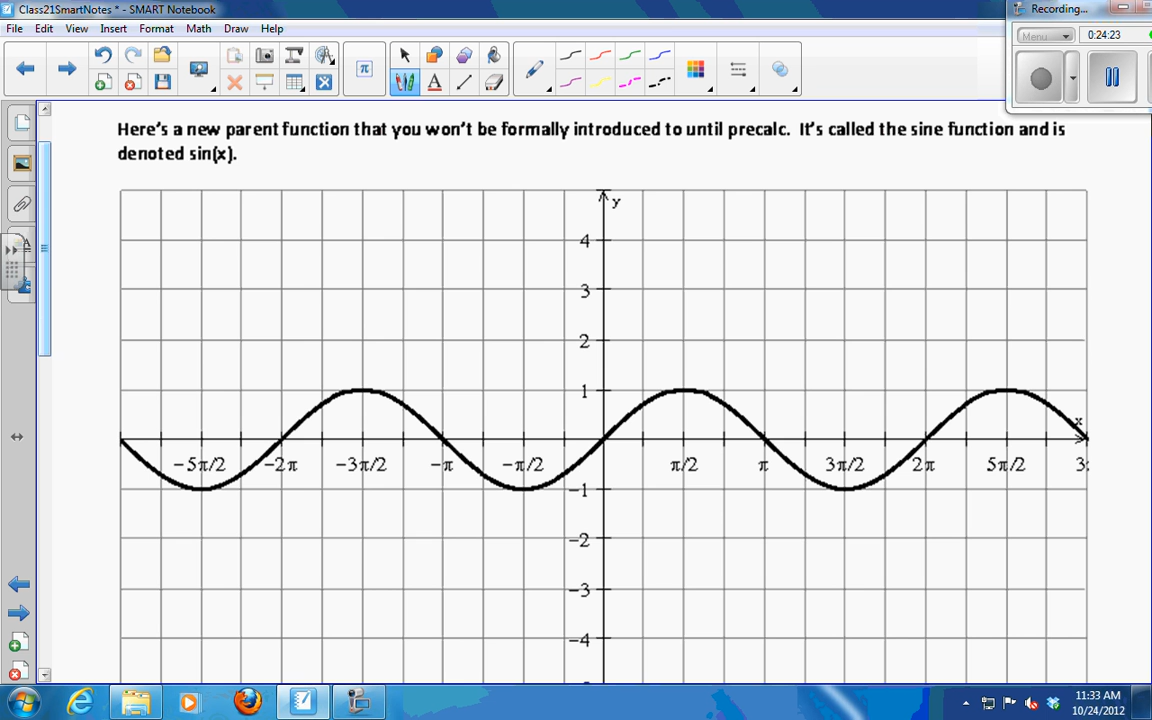 Class21SmartNotes * - SMART Notebook
Recording...
File Edit View Insert Format Math Draw Help
Menu
0:24:23
π
A
Here's a new parent function that you won't be formally introduced to until precalc. It's called the sine function and is
denoted sin(x).
y
4
3
2
1
x
−5π/2 −2π −3π/2 −π −π/2 π/2 π 3π/2 2π 5π/2 3
−1
−2
−3
−4
11:33 AM
10/24/2012